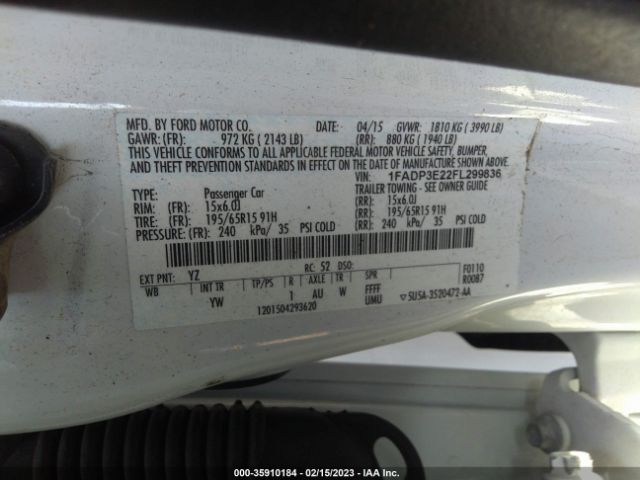 MFD. BY FORD MOTOR CO. DATE: 04/15 GVWR: 1810 KG ( 3990 LB)
GAWR: (FR): 972 KG ( 2143 LB) (RR): 880 KG ( 1940 LB)
THIS VEHICLE CONFORMS TO ALL APPLICABLE FEDERAL MOTOR VEHICLE SAFETY, BUMPER,
AND THEFT PREVENTION STANDARDS IN EFFECT ON THE DATE OF MANUFACTURE SHOWN ABOVE.
VIN: 1FADP3E22FL299836
TYPE: Passenger Car TRAILER TOWING - SEE OWNER GUIDE
RIM: (FR): 15x6.0J (RR): 15x6.0J
TIRE: (FR): 195/65R15 91H (RR): 195/65R15 91H
PRESSURE: (FR): 240 kPa/ 35 PSI COLD (RR): 240 kPa/ 35 PSI COLD
EXT PNT: YZ RC: 52 DSO: F0110
WB INT TR TP/PS R AXLE TR SPR R0087
YW 1 AU W FFFF
UMU
1201504293620 5U5A-3520472-AA
000-35910184 - 02/15/2023 - IAA Inc.